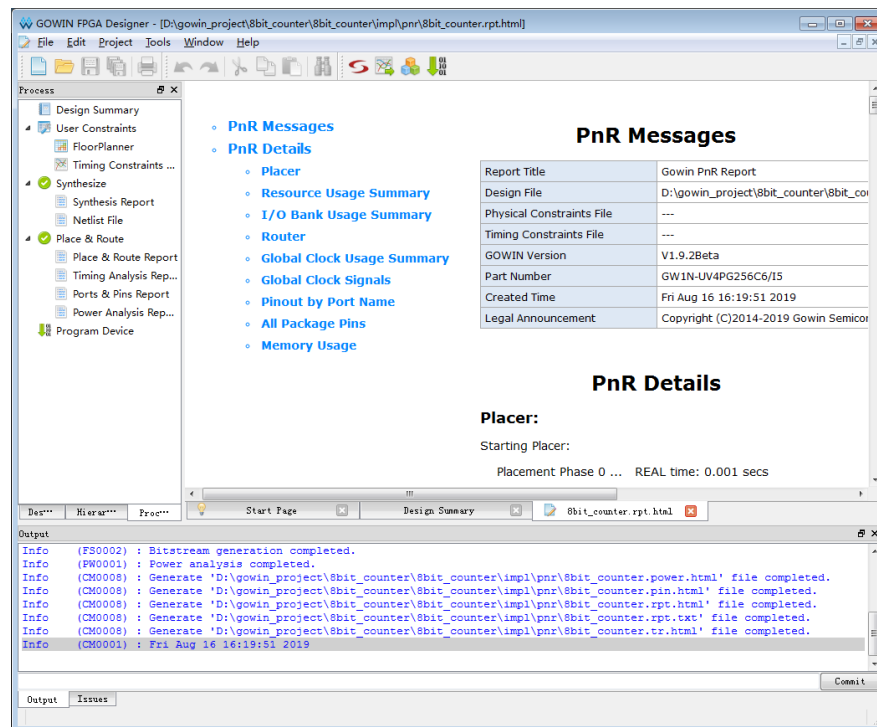 GOWIN FPGA Designer - [D:\gowin_project\8bit_counter\8bit_counter\impl\pnr\8bit_counter.rpt.html]
File Edit Project Tools Window Help
Process
Design Summary
User Constraints
FloorPlanner
Timing Constraints ...
Synthesize
Synthesis Report
Netlist File
Place & Route
Place & Route Report
Timing Analysis Rep...
Ports & Pins Report
Power Analysis Rep...
Program Device
Des... Hierar... Proc...
PnR Messages
PnR Details
Placer
Resource Usage Summary
I/O Bank Usage Summary
Router
Global Clock Usage Summary
Global Clock Signals
Pinout by Port Name
All Package Pins
Memory Usage
PnR Messages
Report Title Gowin PnR Report
Design File D:\gowin_project\8bit_counter\8bit_cou
Physical Constraints File ---
Timing Constraints File ---
GOWIN Version V1.9.2Beta
Part Number GW1N-UV4PG256C6/I5
Created Time Fri Aug 16 16:19:51 2019
Legal Announcement Copyright (C)2014-2019 Gowin Semicor
PnR Details
Placer:
Starting Placer:
Placement Phase 0 ... REAL time: 0.001 secs
Start Page Design Summary 8bit_counter.rpt.html
Output
Info (FS0002) : Bitstream generation completed.
Info (PW0001) : Power analysis completed.
Info (CM0008) : Generate 'D:\gowin_project\8bit_counter\8bit_counter\impl\pnr\8bit_counter.power.html' file completed.
Info (CM0008) : Generate 'D:\gowin_project\8bit_counter\8bit_counter\impl\pnr\8bit_counter.pin.html' file completed.
Info (CM0008) : Generate 'D:\gowin_project\8bit_counter\8bit_counter\impl\pnr\8bit_counter.rpt.html' file completed.
Info (CM0008) : Generate 'D:\gowin_project\8bit_counter\8bit_counter\impl\pnr\8bit_counter.rpt.txt' file completed.
Info (CM0008) : Generate 'D:\gowin_project\8bit_counter\8bit_counter\impl\pnr\8bit_counter.tr.html' file completed.
Info (CM0001) : Fri Aug 16 16:19:51 2019
Commit
Output Issues